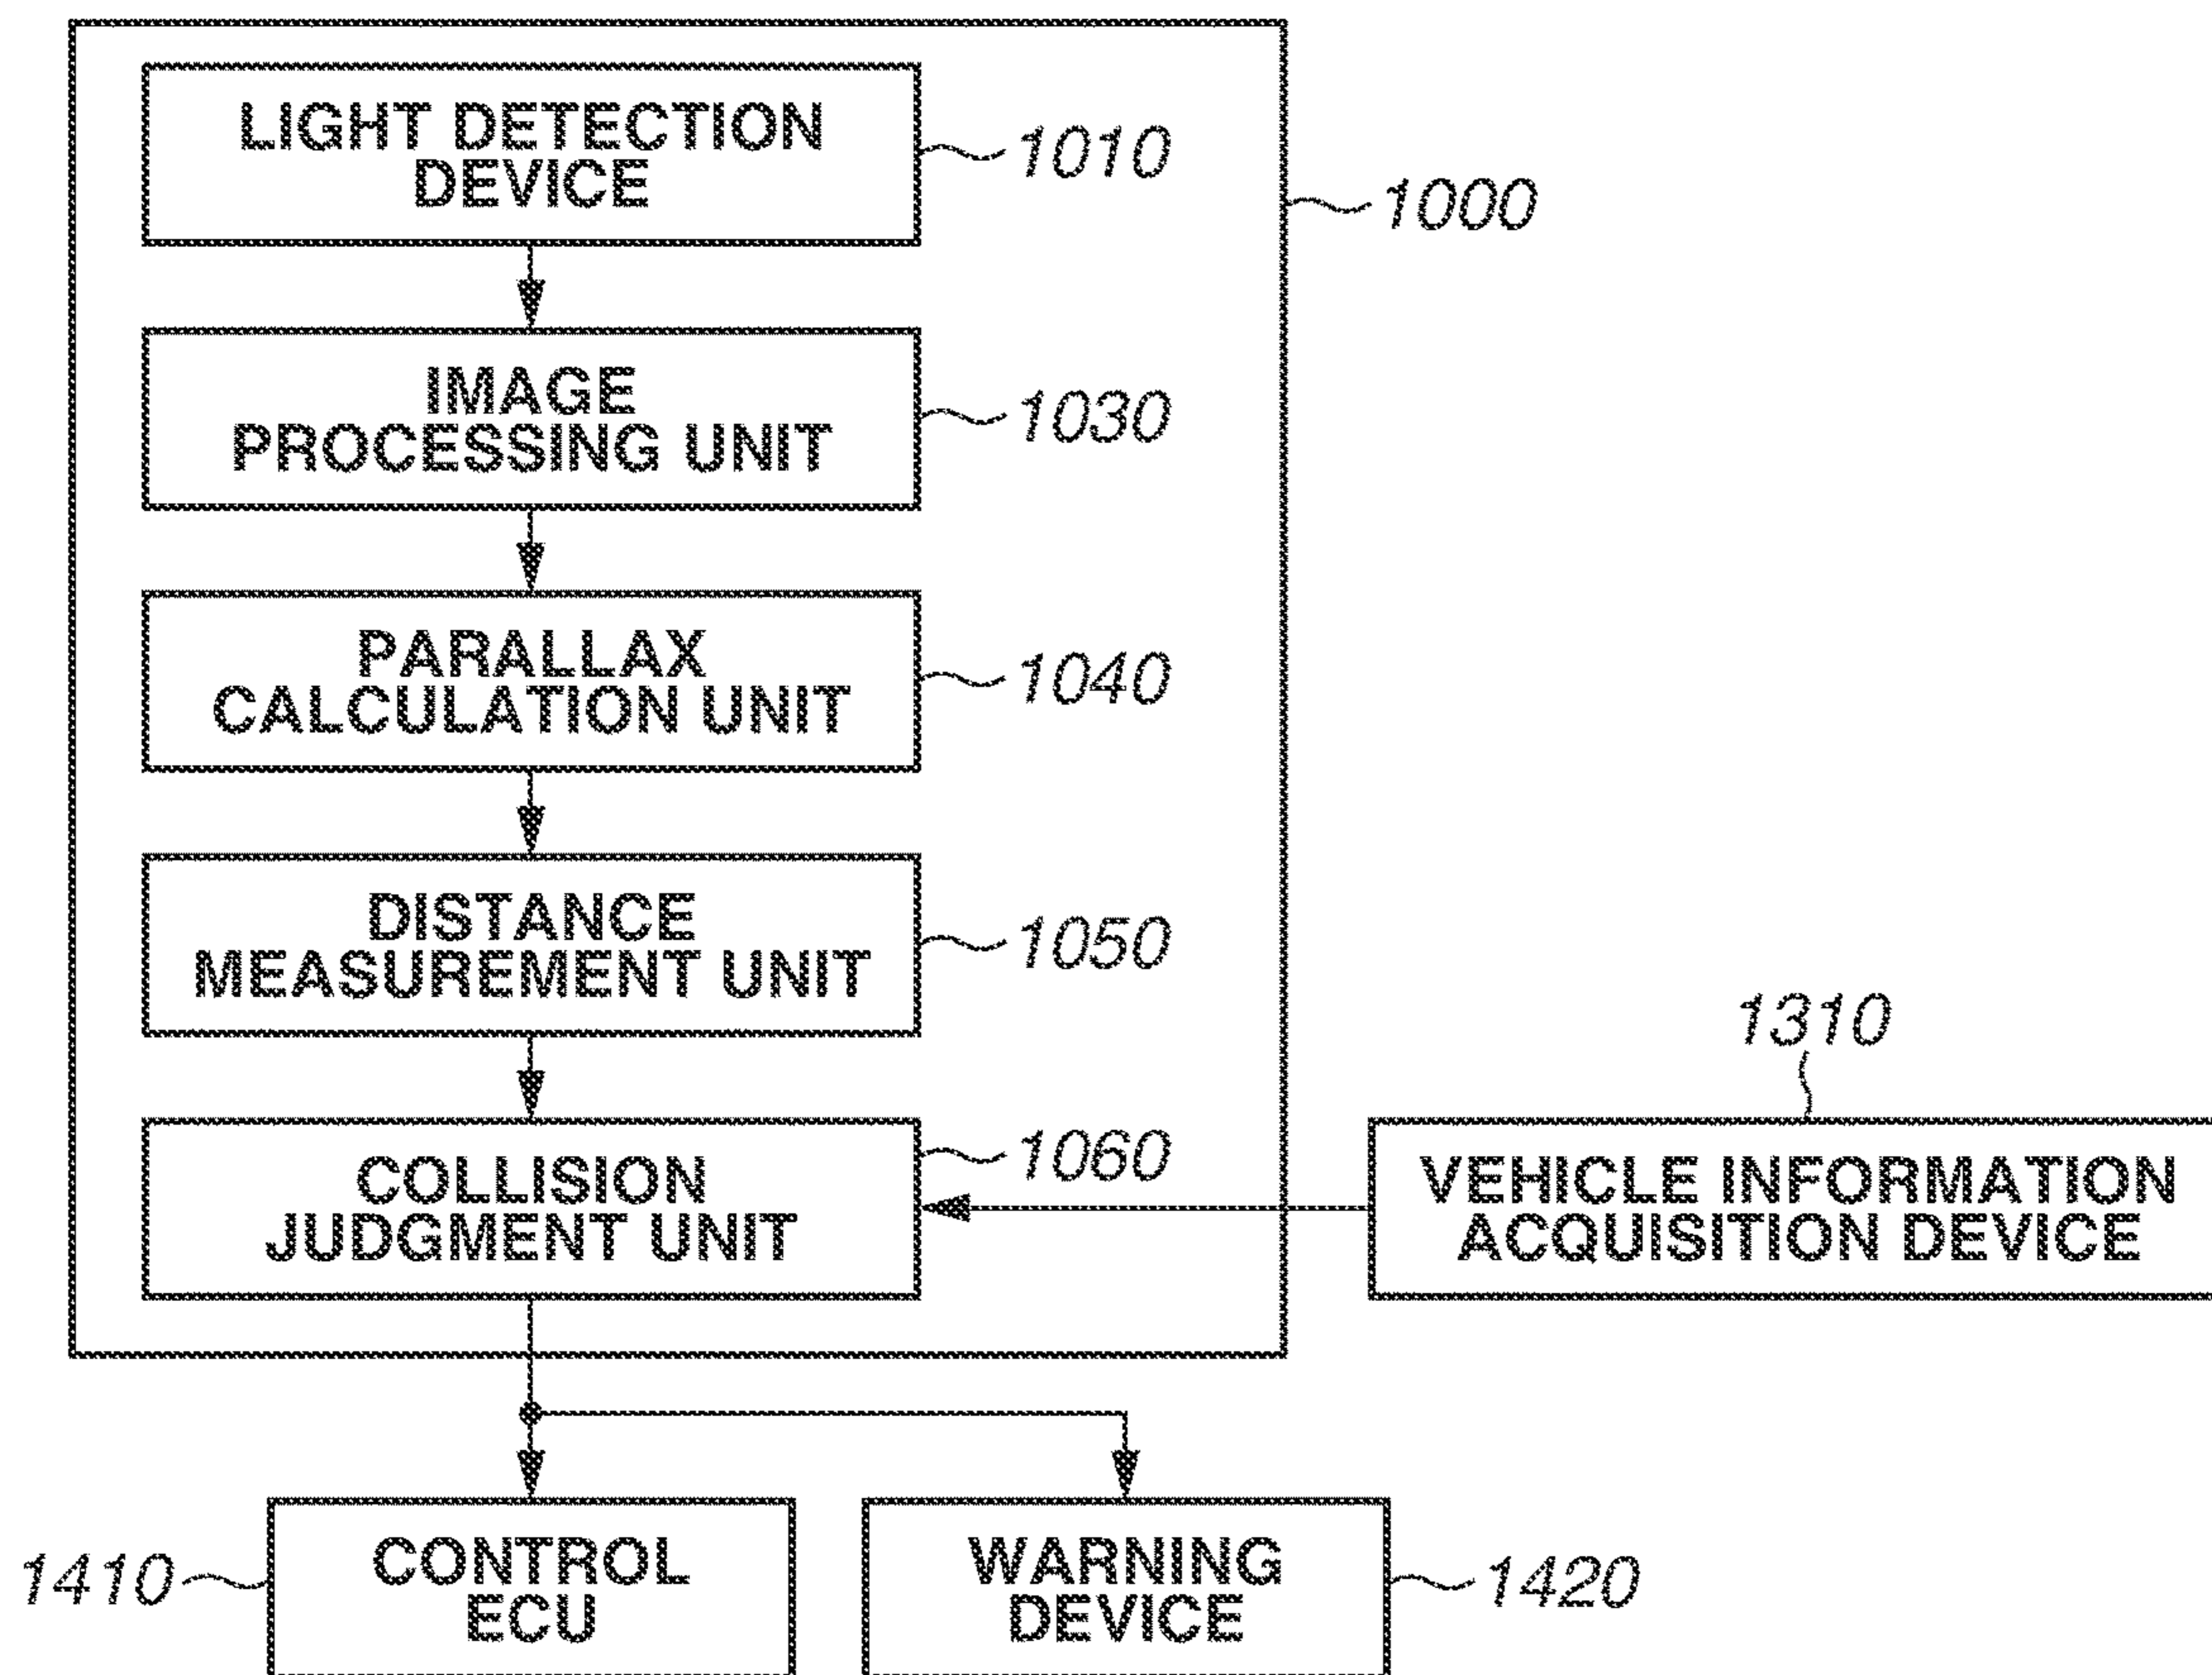 LIGHT DETECTION
DEVICE
1010
1000
IMAGE
PROCESSING UNIT
1030
PARALLAX
CALCULATION UNIT
1040
DISTANCE
MEASUREMENT UNIT
1050
1310
COLLISION
JUDGMENT UNIT
1060
VEHICLE INFORMATION
ACQUISITION DEVICE
1410
CONTROL
ECU
WARNING
DEVICE
1420